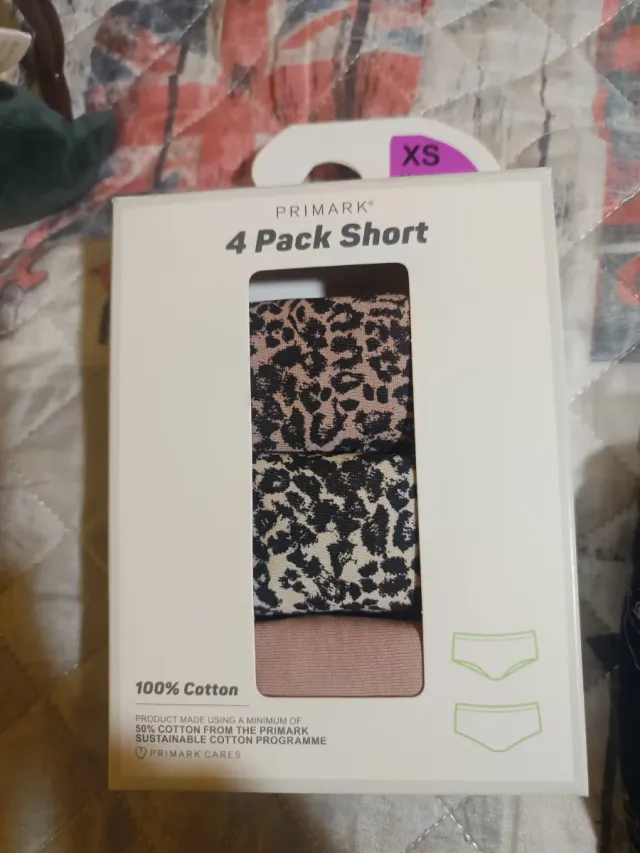 XS
PRIMARK®
4 Pack Short
100% Cotton
PRODUCT MADE USING A MINIMUM OF
50% COTTON FROM THE PRIMARK
SUSTAINABLE COTTON PROGRAMME
PRIMARK CARES